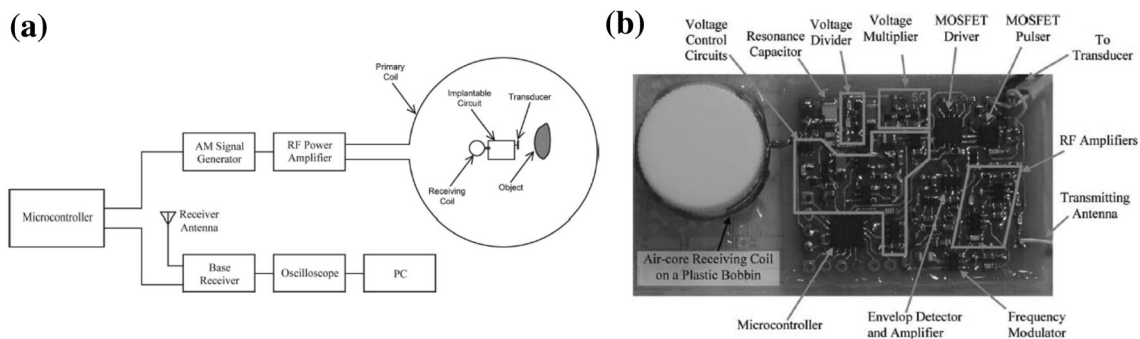 (a)
Primary
Coil
Implantable
Circuit
Transducer
AM Signal
Generator
RF Power
Amplifier
Receiving
Coil
Object
Microcontroller
Receiver
Antenna
Base
Receiver
Oscilloscope
PC
(b)
Voltage
Control
Circuits
Resonance
Capacitor
Voltage
Divider
Voltage
Multiplier
MOSFET
Driver
MOSFET
Pulser
To
Transducer
RF Amplifiers
Transmitting
Antenna
Air-core Receiving Coil
on a Plastic Bobbin
Microcontroller
Envelop Detector
and Amplifier
Frequency
Modulator